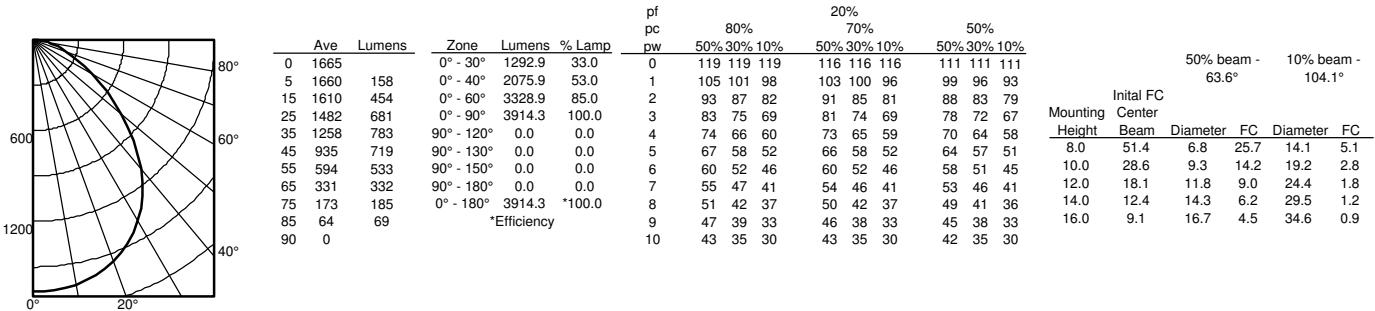 600
1200
0°
20°
40°
60°
80°
Ave Lumens
0 1665
5 1660 158
15 1610 454
25 1482 681
35 1258 783
45 935 719
55 594 533
65 331 332
75 173 185
85 64 69
90 0
Zone Lumens % Lamp
0° - 30° 1292.9 33.0
0° - 40° 2075.9 53.0
0° - 60° 3328.9 85.0
0° - 90° 3914.3 100.0
90° - 120° 0.0 0.0
90° - 130° 0.0 0.0
90° - 150° 0.0 0.0
90° - 180° 0.0 0.0
0° - 180° 3914.3 *100.0
*Efficiency
pf 20%
pc 80% 70% 50%
pw 50% 30% 10% 50% 30% 10% 50% 30% 10%
0 119 119 119 116 116 116 111 111 111
1 105 101 98 103 100 96 99 96 93
2 93 87 82 91 85 81 88 83 79
3 83 75 69 81 74 69 78 72 67
4 74 66 60 73 65 59 70 64 58
5 67 58 52 66 58 52 64 57 51
6 60 52 46 60 52 46 58 51 45
7 55 47 41 54 46 41 53 46 41
8 51 42 37 50 42 37 49 41 36
9 47 39 33 46 38 33 45 38 33
10 43 35 30 43 35 30 42 35 30
50% beam - 10% beam -
63.6° 104.1°
Inital FC
Mounting Center
Height Beam Diameter FC Diameter FC
8.0 51.4 6.8 25.7 14.1 5.1
10.0 28.6 9.3 14.2 19.2 2.8
12.0 18.1 11.8 9.0 24.4 1.8
14.0 12.4 14.3 6.2 29.5 1.2
16.0 9.1 16.7 4.5 34.6 0.9